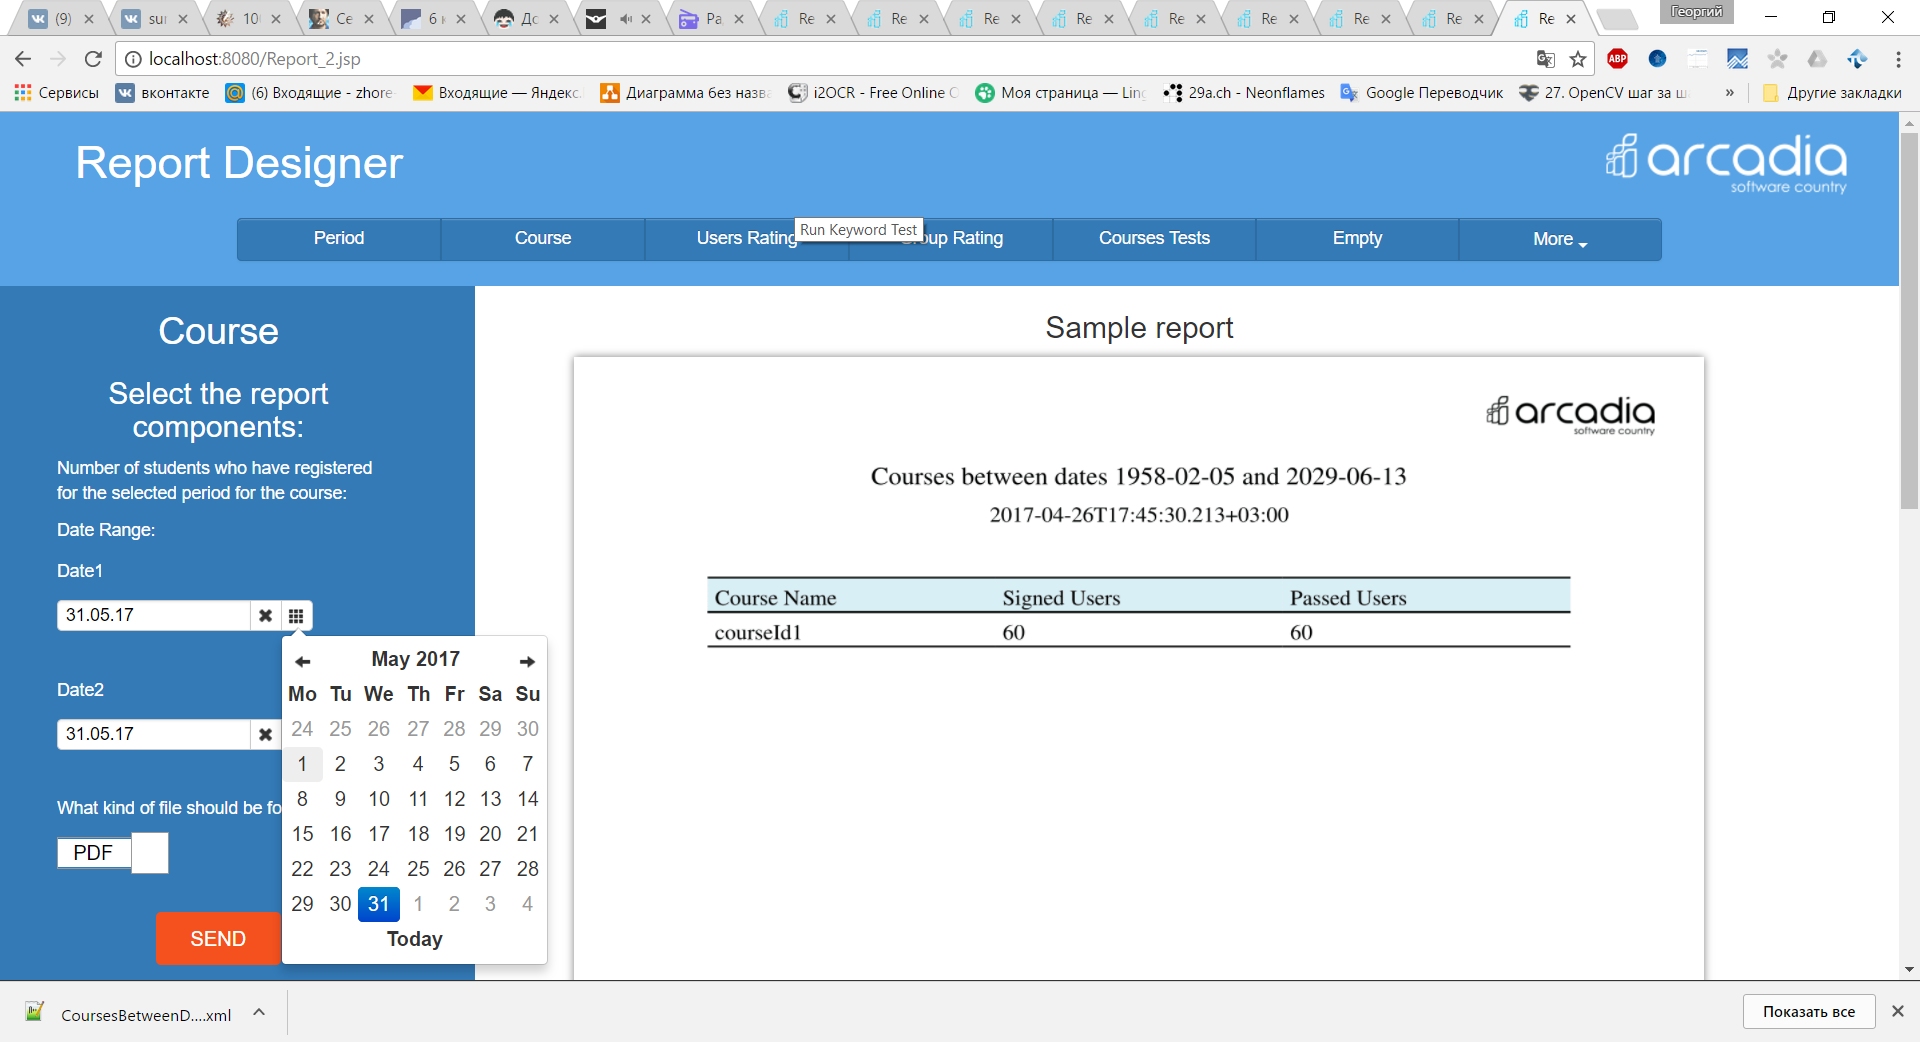 (9)
sur
10
Се
6 к
До
Ра
Re
Re
Re
Re
Re
Re
Re
Re
Re
Георгий
localhost:8080/Report_2.jsp
ABP
Сервисы
вконтакте
(6) Входящие - zhore
Входящие — Яндекс.
Диаграмма без назва
i2OCR - Free Online
Моя страница — Lin
29a.ch - Neonflames
Google Переводчик
27. OpenCV шаг за ш
»
Другие закладки
Report Designer
arcadia
software country
Period
Course
Users Rating
Run Keyword Test
oup Rating
Courses Tests
Empty
More
Course
Select the report
components:
Number of students who have registered
for the selected period for the course:
Date Range:
Date1
31.05.17
May 2017
Mo Tu We Th Fr Sa Su
24 25 26 27 28 29 30
1 2 3 4 5 6 7
8 9 10 11 12 13 14
15 16 17 18 19 20 21
22 23 24 25 26 27 28
29 30 31 1 2 3 4
Today
Date2
31.05.17
What kind of file should be fo
PDF
SEND
Sample report
arcadia
software country
Courses between dates 1958-02-05 and 2029-06-13
2017-04-26T17:45:30.213+03:00
Course Name Signed Users Passed Users
courseId1 60 60
CoursesBetweenD....xml
Показать все